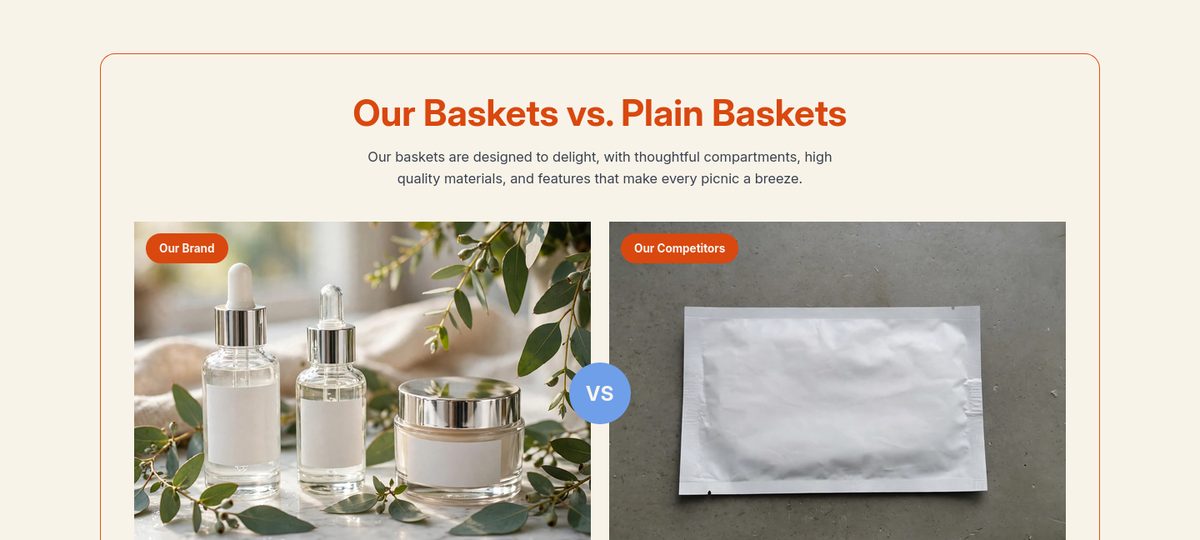 Our Baskets vs. Plain Baskets
Our baskets are designed to delight, with thoughtful compartments, high
quality materials, and features that make every picnic a breeze.
Our Brand
Our Competitors
VS